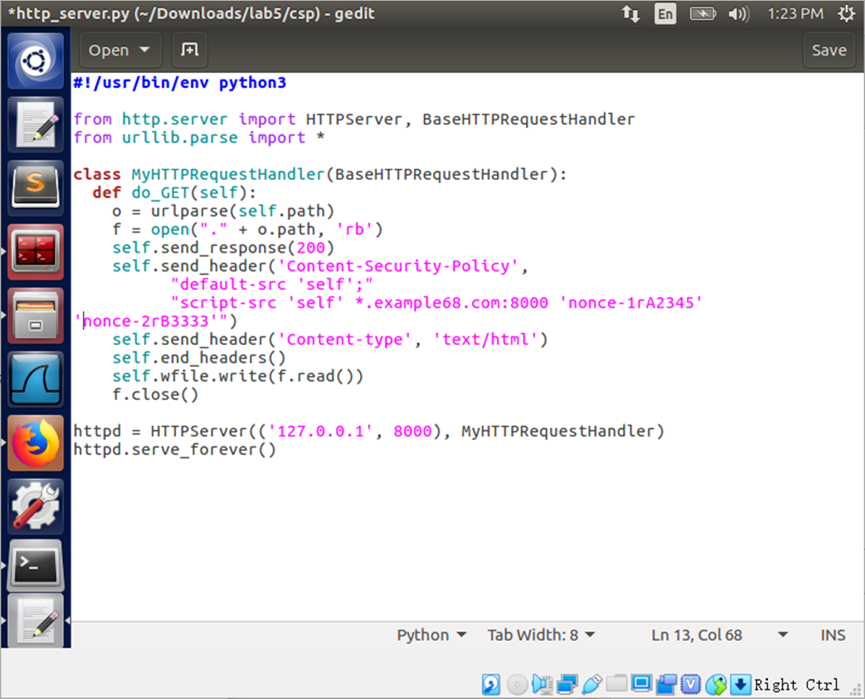 *http_server.py (~/Downloads/lab5/csp) - gedit
En
1:23 PM
Open
Save
#!/usr/bin/env python3
from http.server import HTTPServer, BaseHTTPRequestHandler
from urllib.parse import *
class MyHTTPRequestHandler(BaseHTTPRequestHandler):
  def do_GET(self):
    o = urlparse(self.path)
    f = open("." + o.path, 'rb')
    self.send_response(200)
    self.send_header('Content-Security-Policy',
          "default-src 'self';"
          "script-src 'self' *.example68.com:8000 'nonce-1rA2345'
'nonce-2rB3333'")
    self.send_header('Content-type', 'text/html')
    self.end_headers()
    self.wfile.write(f.read())
    f.close()
httpd = HTTPServer(('127.0.0.1', 8000), MyHTTPRequestHandler)
httpd.serve_forever()
Python
Tab Width: 8
Ln 13, Col 68
INS
Right Ctrl